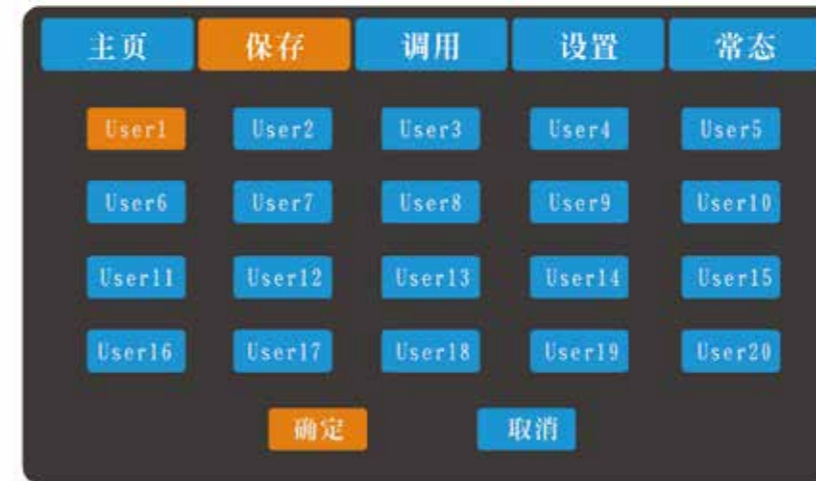 主页 保存 调用 设置 常态
User1 User2 User3 User4 User5
User6 User7 User8 User9 User10
User11 User12 User13 User14 User15
User16 User17 User18 User19 User20
确定 取消